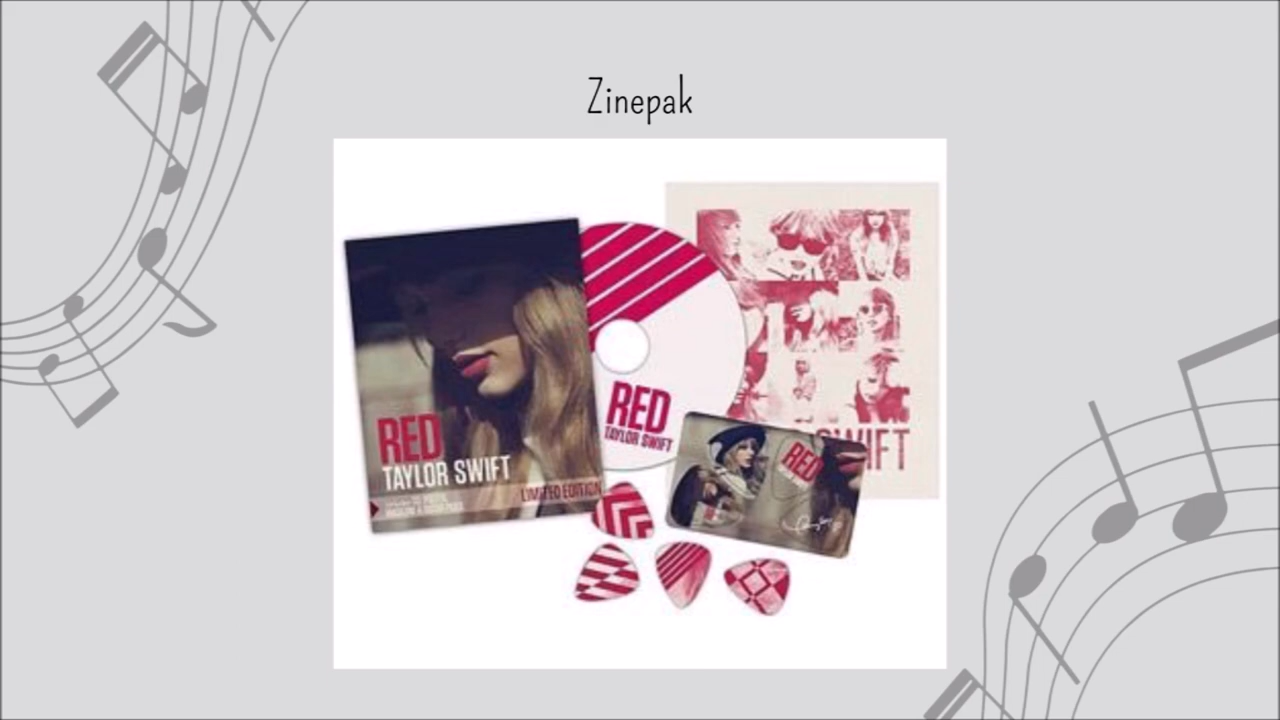 Zinepak
RED
TAYLOR SWIFT
LIMITED EDITION
RED
TAYLOR SWIFT
SWIFT
RED